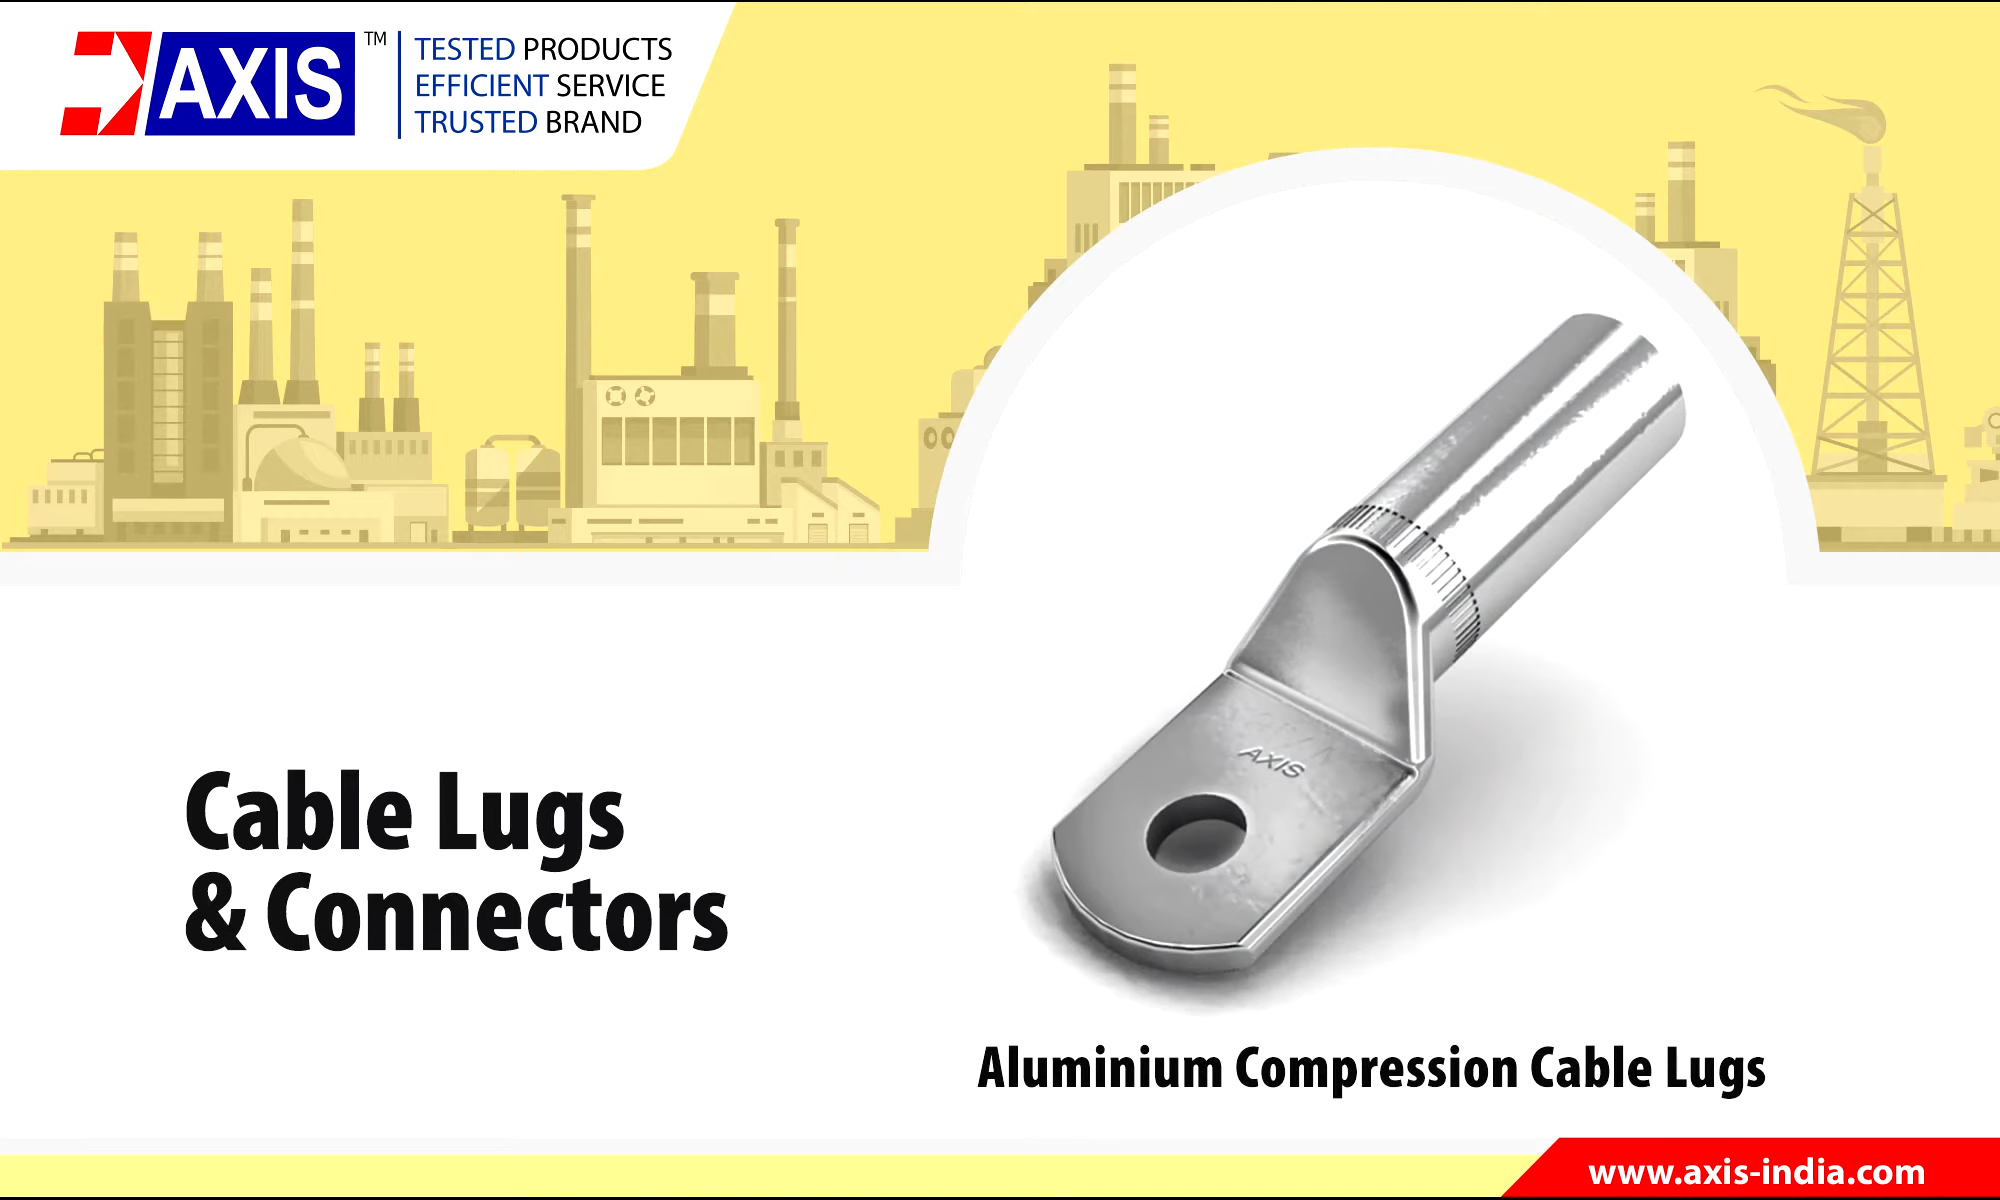 AXIS TM
TESTED PRODUCTS
EFFICIENT SERVICE
TRUSTED BRAND
AXIS
Cable Lugs
& Connectors
Aluminium Compression Cable Lugs
www.axis-india.com